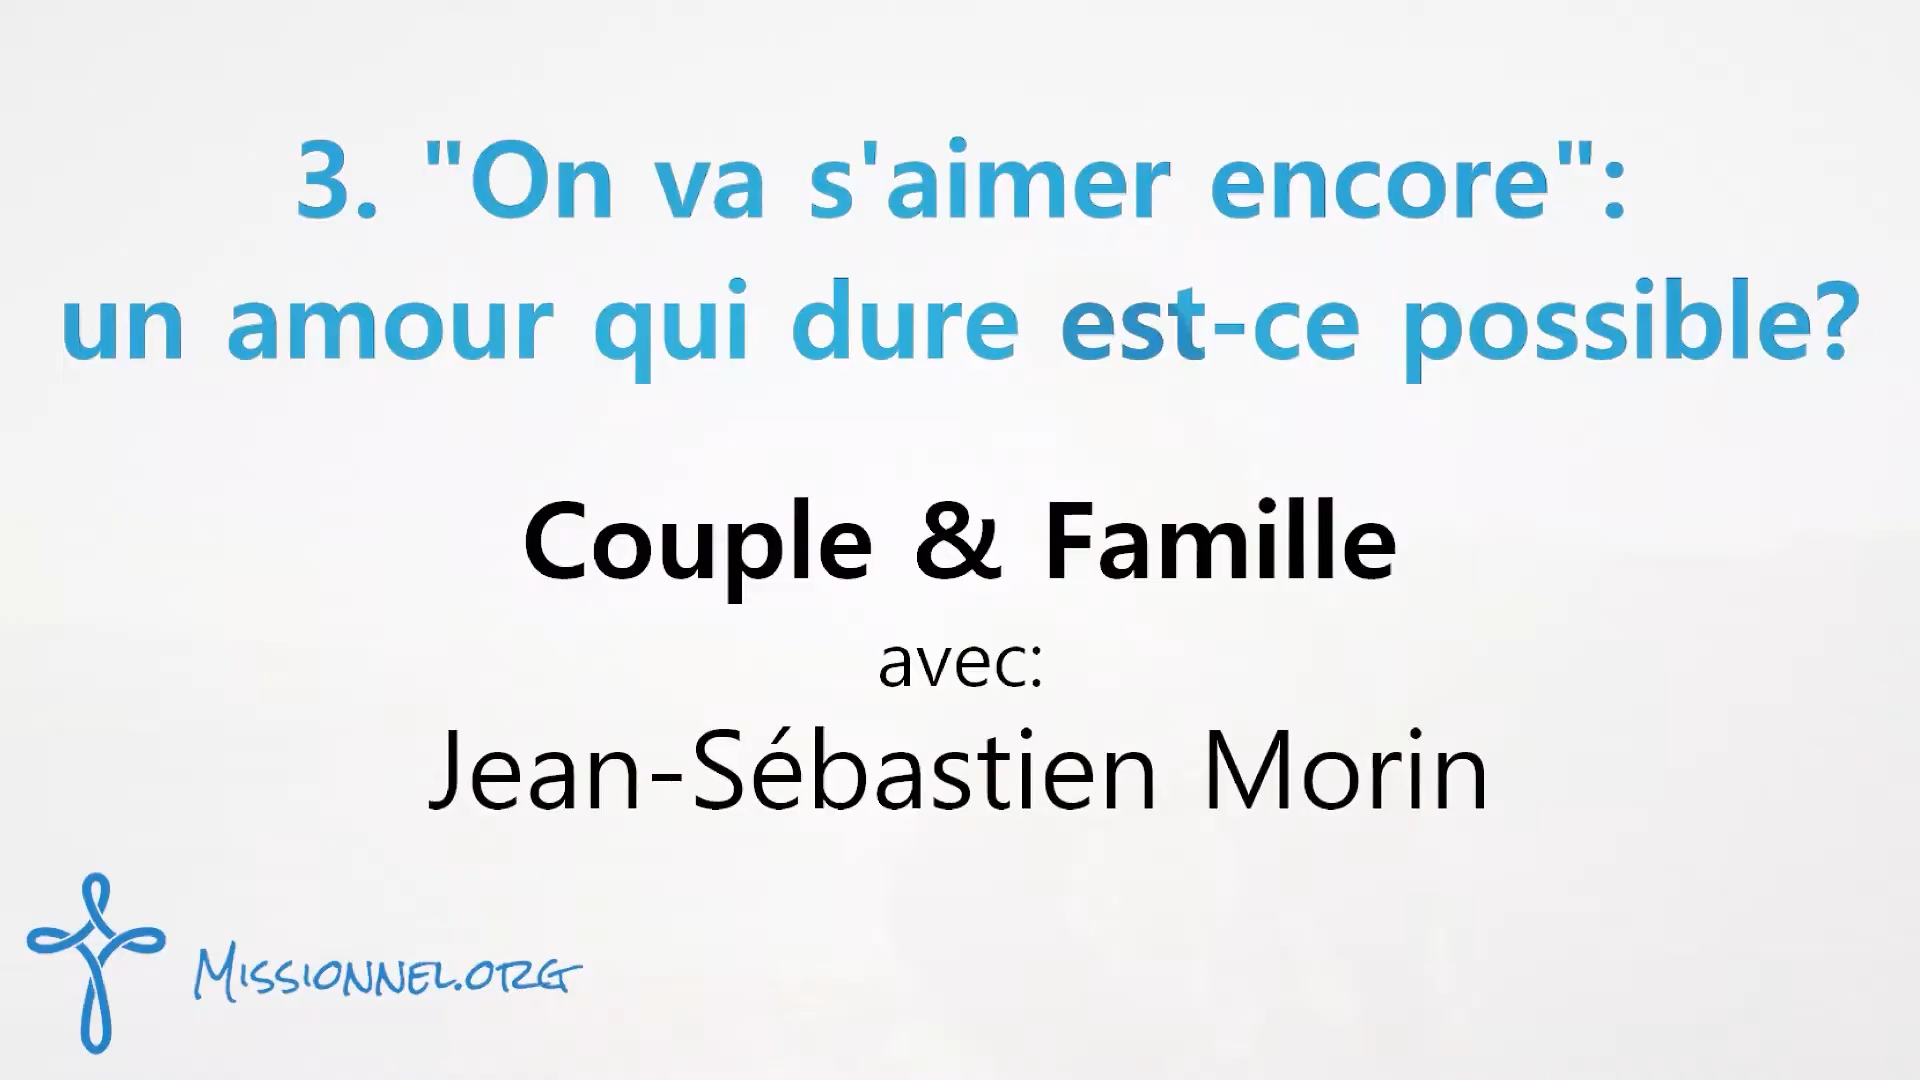 3. "On va s'aimer encore":
un amour qui dure est-ce possible?
Couple & Famille
avec:
Jean-Sébastien Morin
Missionnel.org